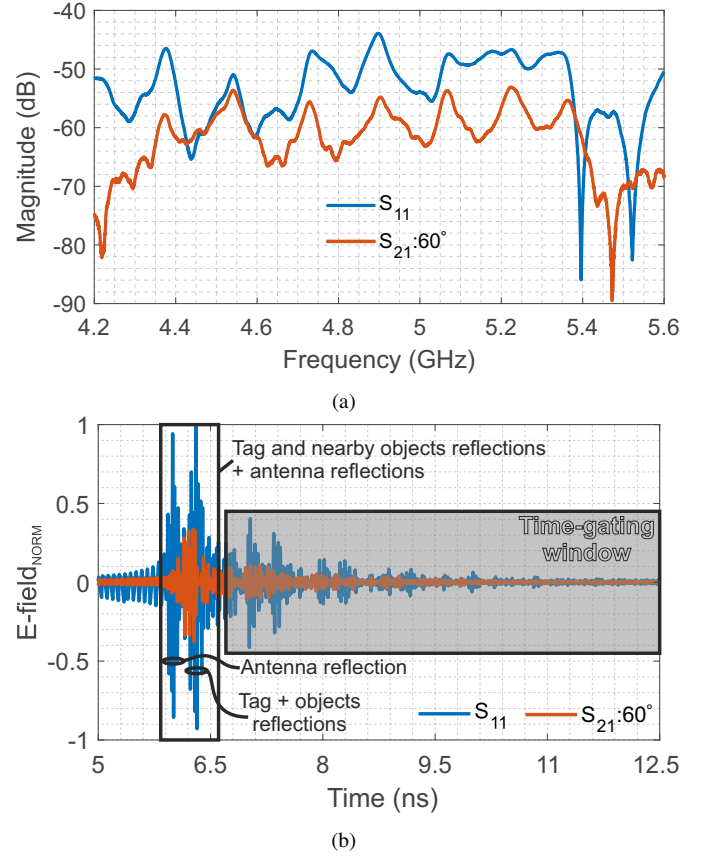 -40
-50
-60
-70
-80
-90
Magnitude (dB)
S11
S21:60°
4.2 4.4 4.6 4.8 5 5.2 5.4 5.6
Frequency (GHz)
(a)
1
0.5
0
-0.5
-1
E-fieldNORM
Tag and nearby objects reflections
+ antenna reflections
Time-gating
window
Antenna reflection
Tag + objects
reflections
S11 S21:60°
5 6.5 8 9.5 11 12.5
Time (ns)
(b)